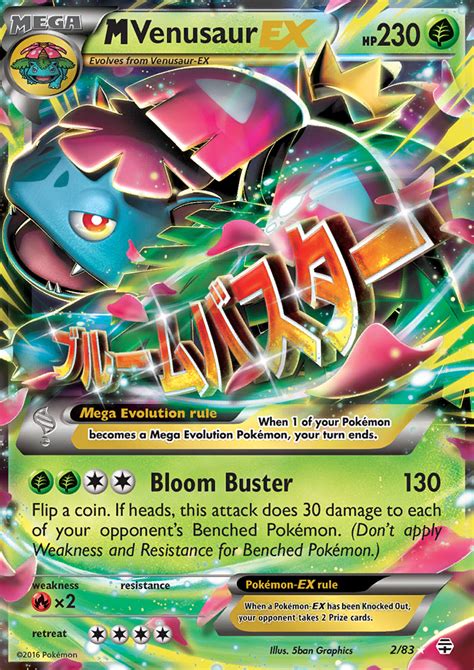 MEGA
M Venusaur EX
HP 230
Evolves from Venusaur-EX
ブルームバスター
Mega Evolution rule
When 1 of your Pokémon
becomes a Mega Evolution Pokémon, your turn ends.
Bloom Buster 130
Flip a coin. If heads, this attack does 30 damage to each
of your opponent's Benched Pokémon. (Don't apply
Weakness and Resistance for Benched Pokémon.)
weakness
resistance
×2
Pokémon-EX rule
When a Pokémon-EX has been Knocked Out,
your opponent takes 2 Prize cards.
retreat
©2016 Pokémon
Illus. 5ban Graphics
2/83